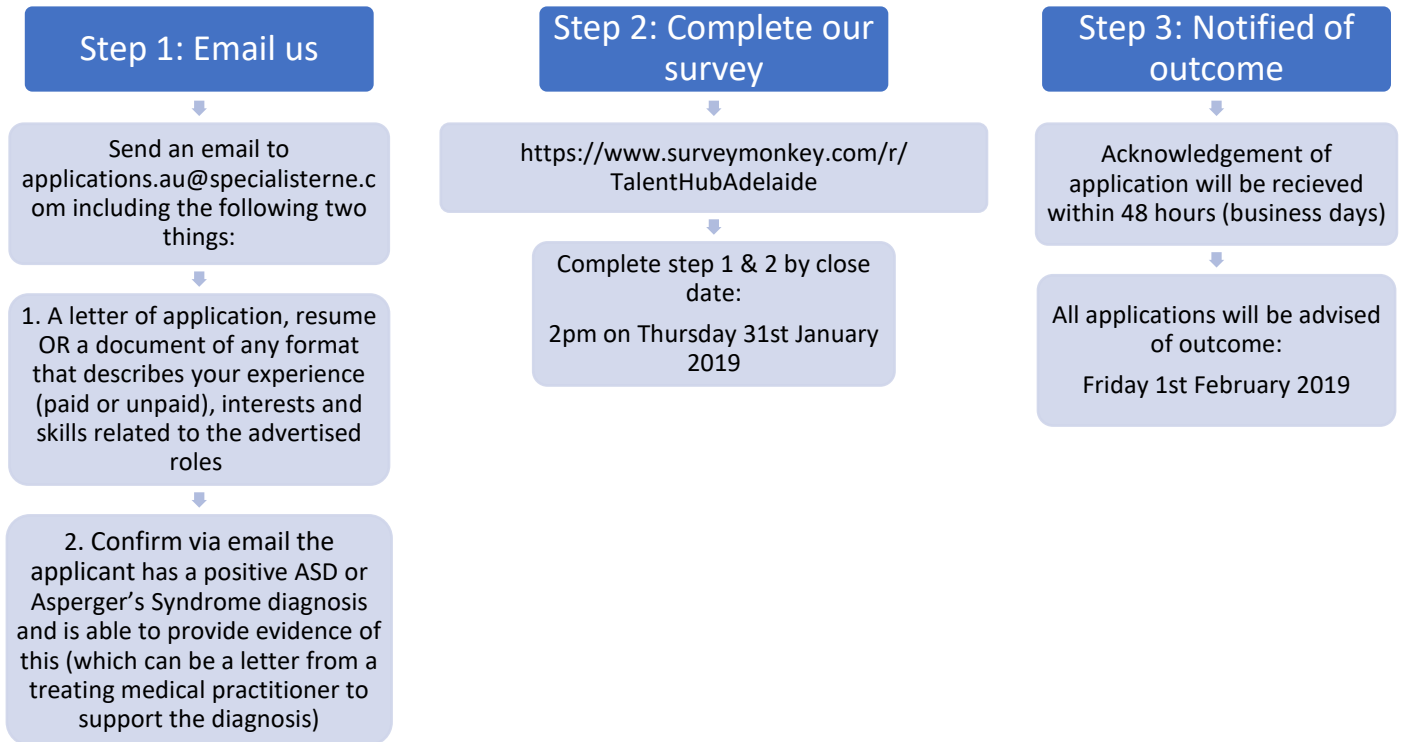 Step 1: Email us
Send an email to
applications.au@specialisterne.c
om including the following two
things:
1. A letter of application, resume
OR a document of any format
that describes your experience
(paid or unpaid), interests and
skills related to the advertised
roles
2. Confirm via email the
applicant has a positive ASD or
Asperger’s Syndrome diagnosis
and is able to provide evidence of
this (which can be a letter from a
treating medical practitioner to
support the diagnosis)
Step 2: Complete our
survey
https://www.surveymonkey.com/r/
TalentHubAdelaide
Complete step 1 & 2 by close
date:
2pm on Thursday 31st January
2019
Step 3: Notified of
outcome
Acknowledgement of
application will be recieved
within 48 hours (business days)
All applications will be advised
of outcome:
Friday 1st February 2019